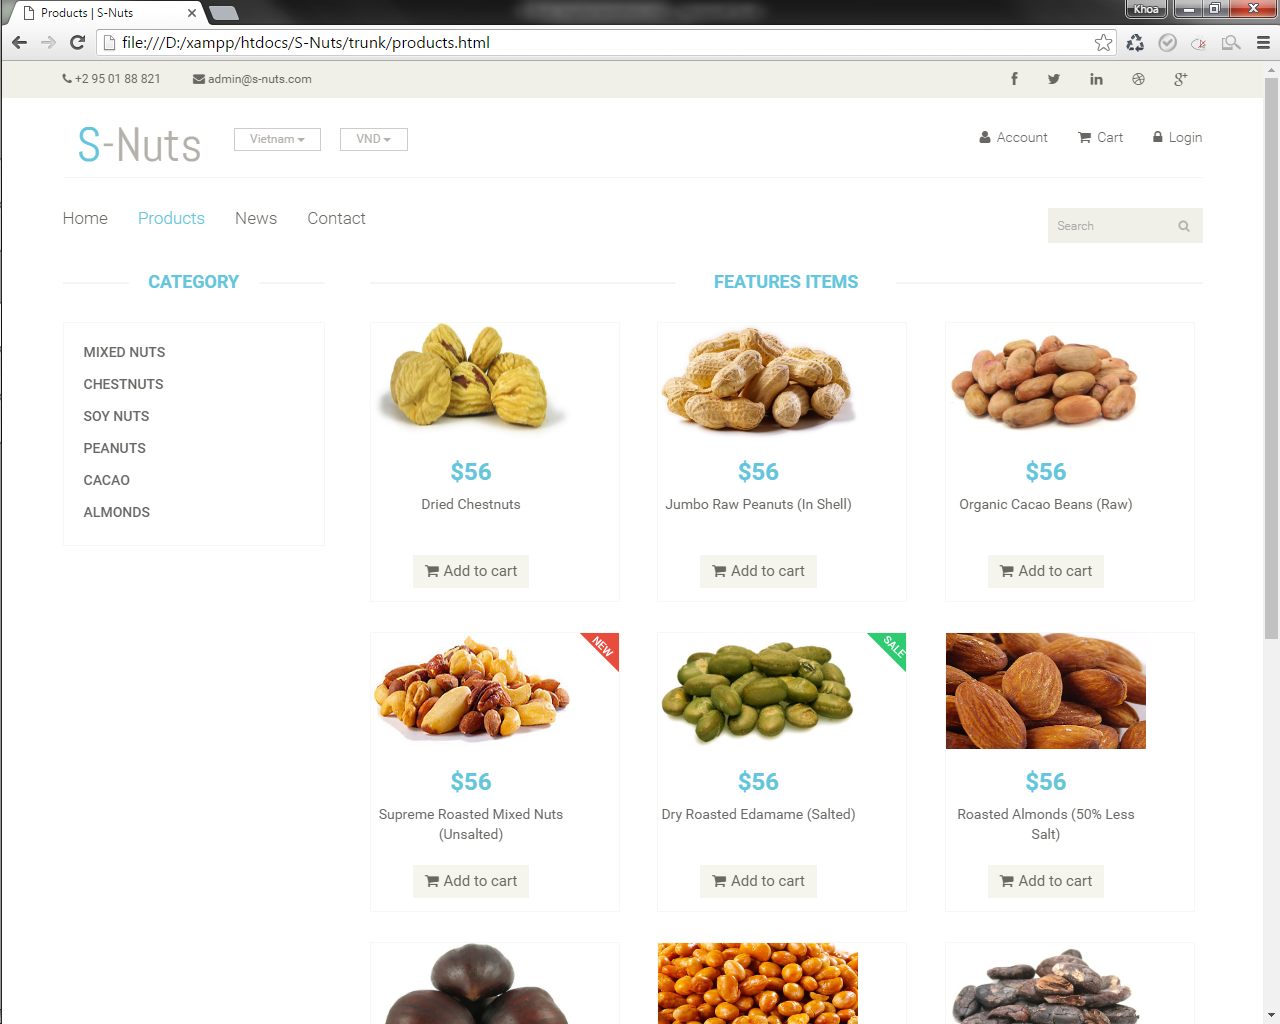 Products | S-Nuts
Khoa
file:///D:/xampp/htdocs/S-Nuts/trunk/products.html
+2 95 01 88 821
admin@s-nuts.com
S-Nuts
Vietnam
VND
Account
Cart
Login
Home
Products
News
Contact
Search
CATEGORY
MIXED NUTS
CHESTNUTS
SOY NUTS
PEANUTS
CACAO
ALMONDS
FEATURES ITEMS
$56
Dried Chestnuts
Add to cart
$56
Jumbo Raw Peanuts (In Shell)
Add to cart
$56
Organic Cacao Beans (Raw)
Add to cart
NEW
$56
Supreme Roasted Mixed Nuts
(Unsalted)
Add to cart
SALE
$56
Dry Roasted Edamame (Salted)
Add to cart
$56
Roasted Almonds (50% Less
Salt)
Add to cart